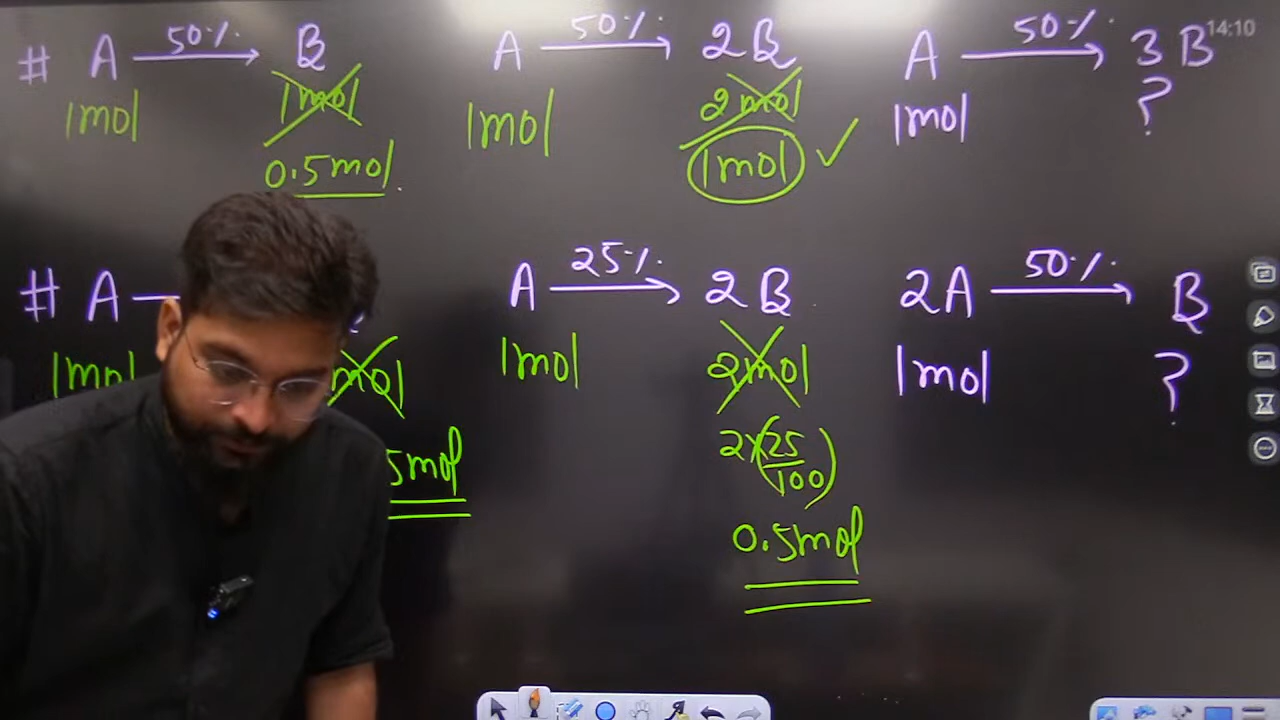 # A 50% → B
1mol 1mol
0.5mol
A 50% → 2B
1mol 2mol
1mol ✓
A 50% → 3B
1mol ?
14:10
# A
1mol mol
5mol
A 25% → 2B
1mol 2mol
2×(25/100)
0.5mol
2A 50% → B
1mol ?